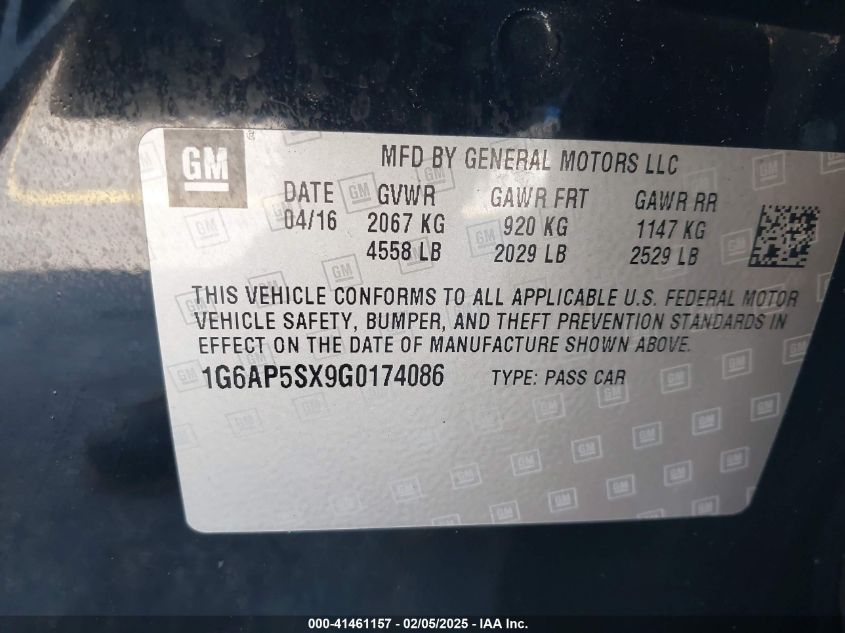 GM
MFD BY GENERAL MOTORS LLC
DATE GVWR GAWR FRT GAWR RR
04/16 2067 KG 920 KG 1147 KG
4558 LB 2029 LB 2529 LB
THIS VEHICLE CONFORMS TO ALL APPLICABLE U.S. FEDERAL MOTOR
VEHICLE SAFETY, BUMPER, AND THEFT PREVENTION STANDARDS IN
EFFECT ON THE DATE OF MANUFACTURE SHOWN ABOVE.
1G6AP5SX9G0174086 TYPE: PASS CAR
000-41461157 - 02/05/2025 - IAA Inc.